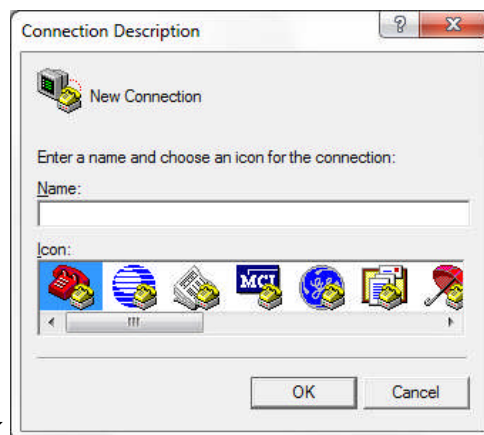 Connection Description
New Connection
Enter a name and choose an icon for the connection:
Name:
Icon:
MCI
OK Cancel